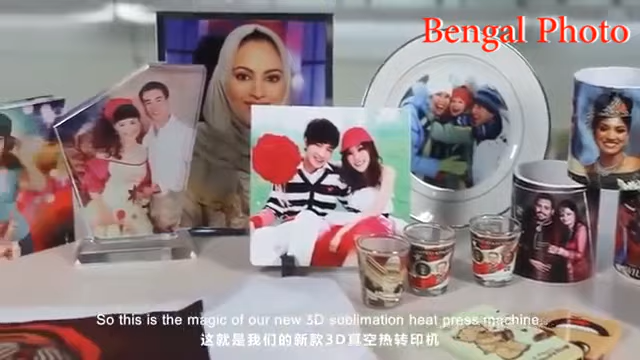 Bengal Photo
So this is the magic of our new 3D sublimation heat press machine.
这就是我们的新款3D真空热转印机